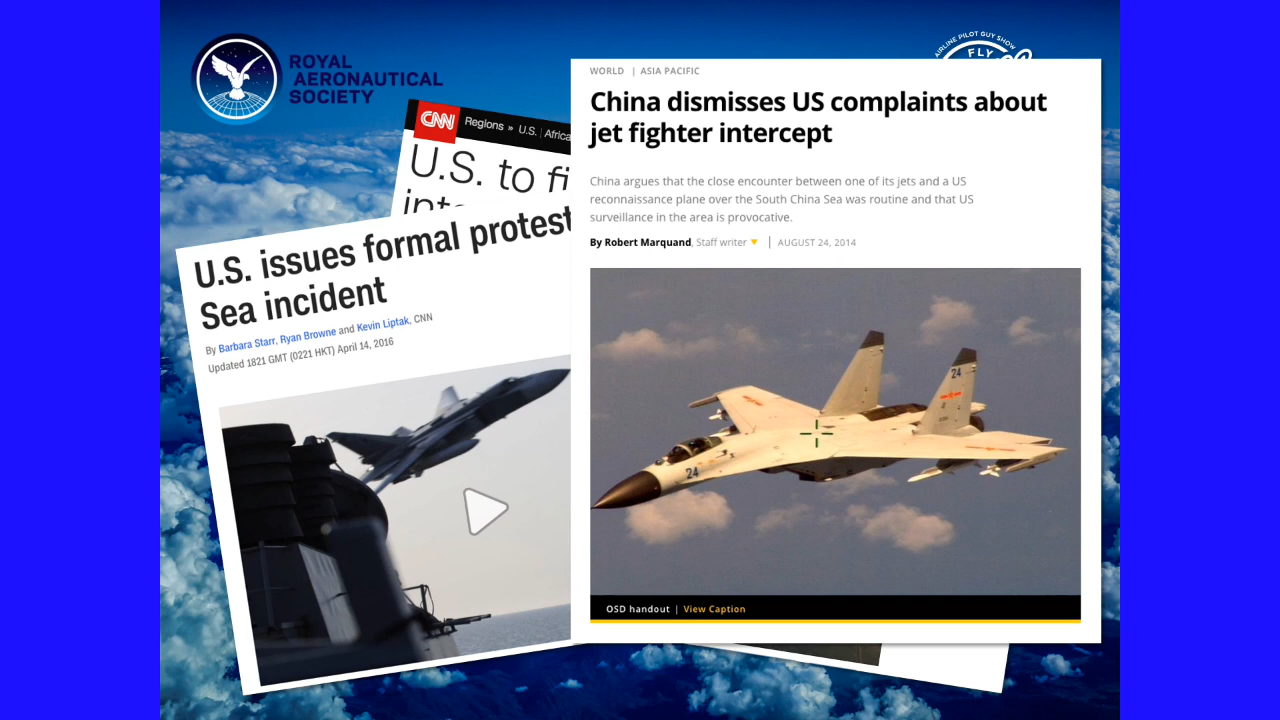 ROYAL
AERONAUTICAL
SOCIETY
AIRLINE PILOT GUY SHOW
FLY
CNN
Regions » U.S. | Africa
U.S. to fi
U.S. issues formal protest
Sea incident
By Barbara Starr, Ryan Browne and Kevin Liptak, CNN
Updated 1821 GMT (0221 HKT) April 14, 2016
WORLD | ASIA PACIFIC
China dismisses US complaints about
jet fighter intercept
China argues that the close encounter between one of its jets and a US
reconnaissance plane over the South China Sea was routine and that US
surveillance in the area is provocative.
By Robert Marquand, Staff writer | AUGUST 24, 2014
24
24
OSD handout | View Caption